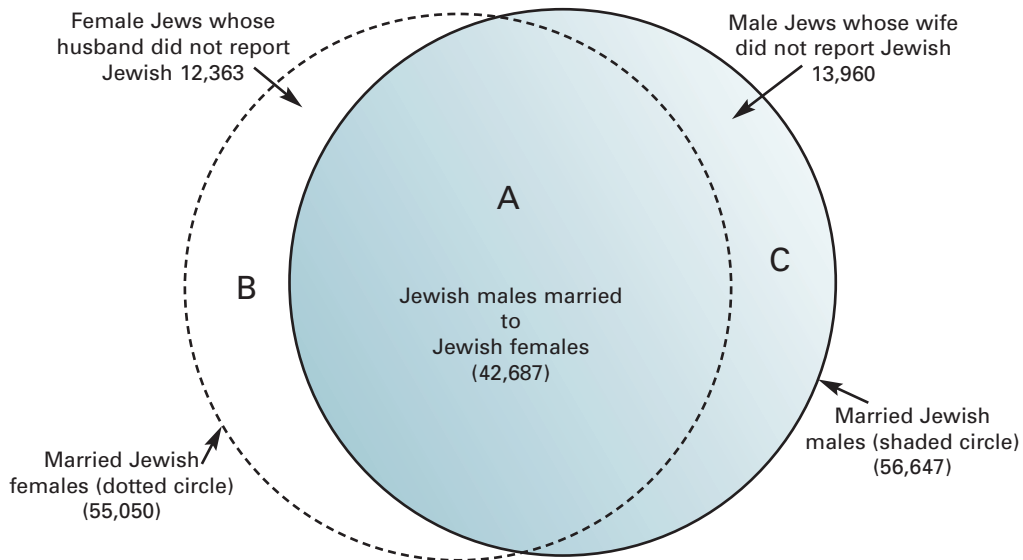 Female Jews whose
husband did not report
Jewish 12,363
Male Jews whose wife
did not report Jewish
13,960
A
B
C
Jewish males married
to
Jewish females
(42,687)
Married Jewish
females (dotted circle)
(55,050)
Married Jewish
males (shaded circle)
(56,647)